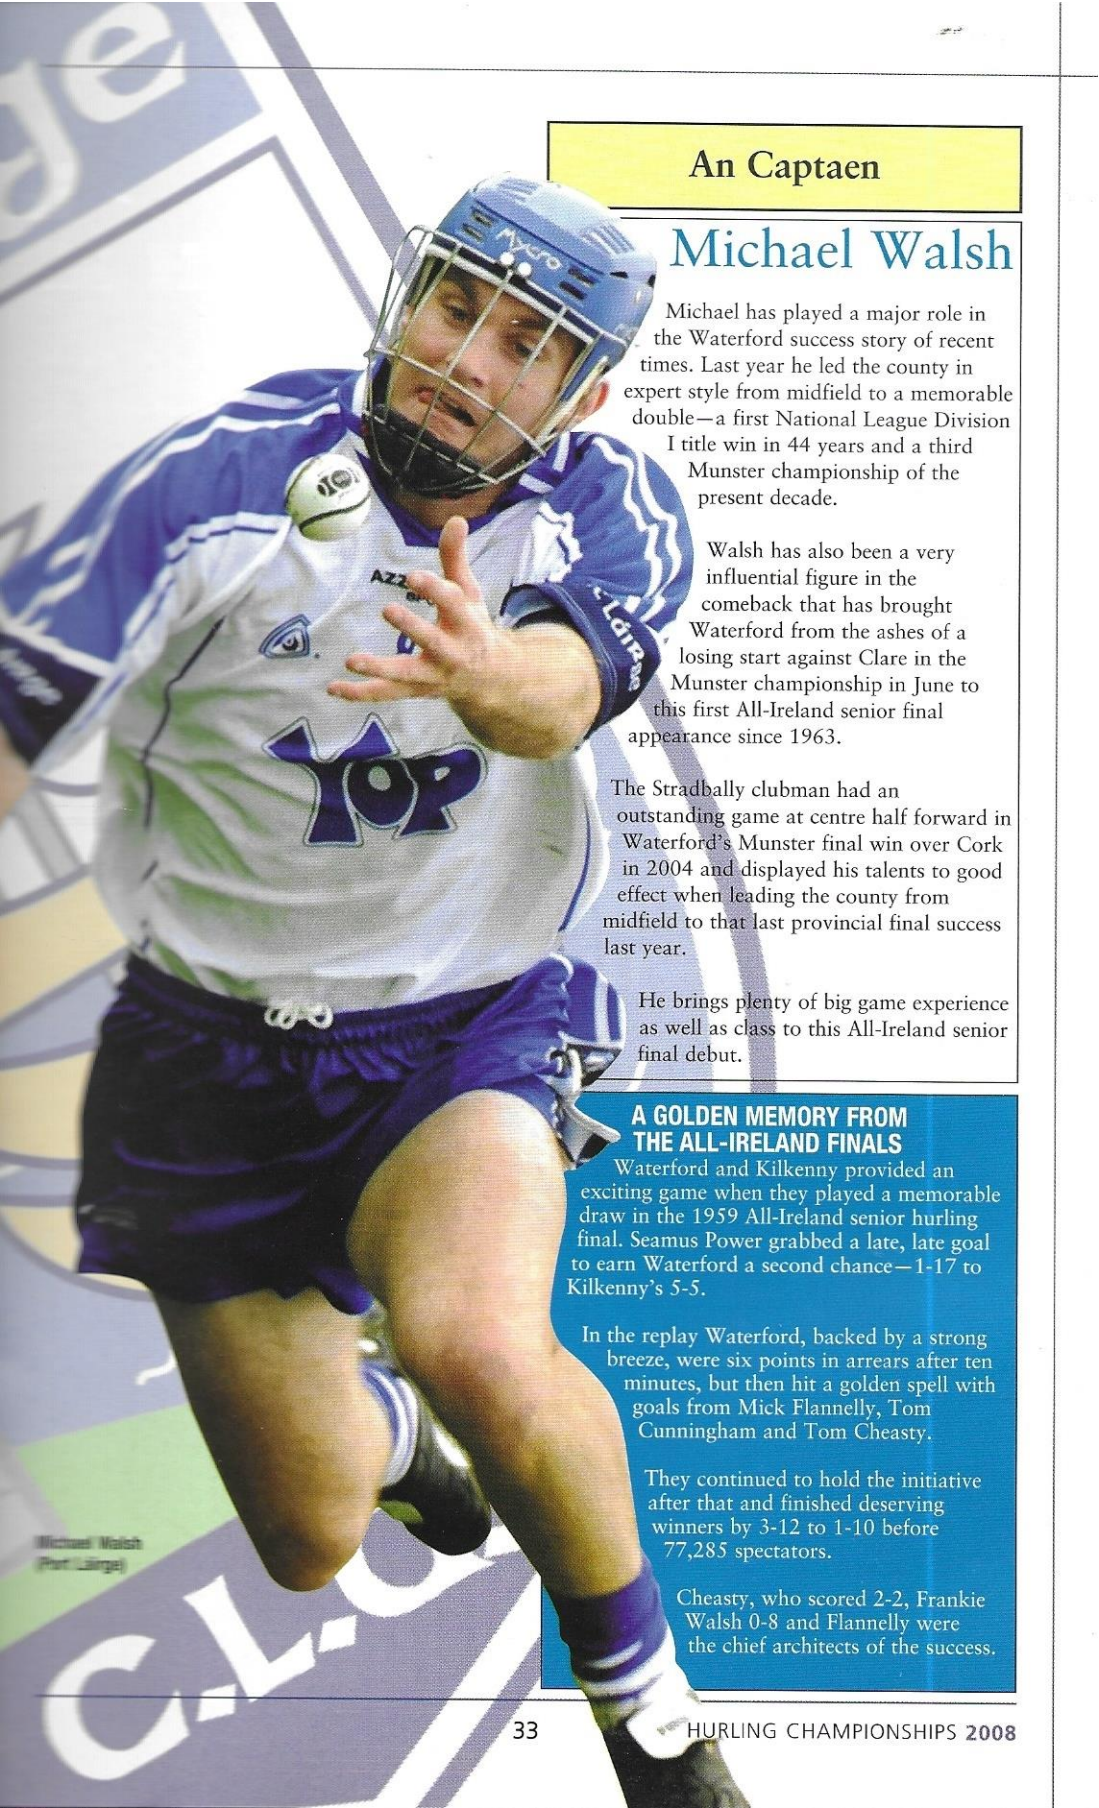 ge
An Captaen
Michael Walsh
Michael has played a major role in
the Waterford success story of recent
times. Last year he led the county in
expert style from midfield to a memorable
double—a first National League Division
I title win in 44 years and a third
Munster championship of the
present decade.
Walsh has also been a very
influential figure in the
comeback that has brought
Waterford from the ashes of a
losing start against Clare in the
Munster championship in June to
this first All-Ireland senior final
appearance since 1963.
The Stradbally clubman had an
outstanding game at centre half forward in
Waterford's Munster final win over Cork
in 2004 and displayed his talents to good
effect when leading the county from
midfield to that last provincial final success
last year.
He brings plenty of big game experience
as well as class to this All-Ireland senior
final debut.
A GOLDEN MEMORY FROM
THE ALL-IRELAND FINALS
Waterford and Kilkenny provided an
exciting game when they played a memorable
draw in the 1959 All-Ireland senior hurling
final. Seamus Power grabbed a late, late goal
to earn Waterford a second chance—1-17 to
Kilkenny's 5-5.
In the replay Waterford, backed by a strong
breeze, were six points in arrears after ten
minutes, but then hit a golden spell with
goals from Mick Flannelly, Tom
Cunningham and Tom Cheasty.
They continued to hold the initiative
after that and finished deserving
winners by 3-12 to 1-10 before
77,285 spectators.
Cheasty, who scored 2-2, Frankie
Walsh 0-8 and Flannelly were
the chief architects of the success.
Mycro
AZZ
YOP
Láirge
Michael Walsh
(Port Láirge)
C.L.G.
33
HURLING CHAMPIONSHIPS 2008